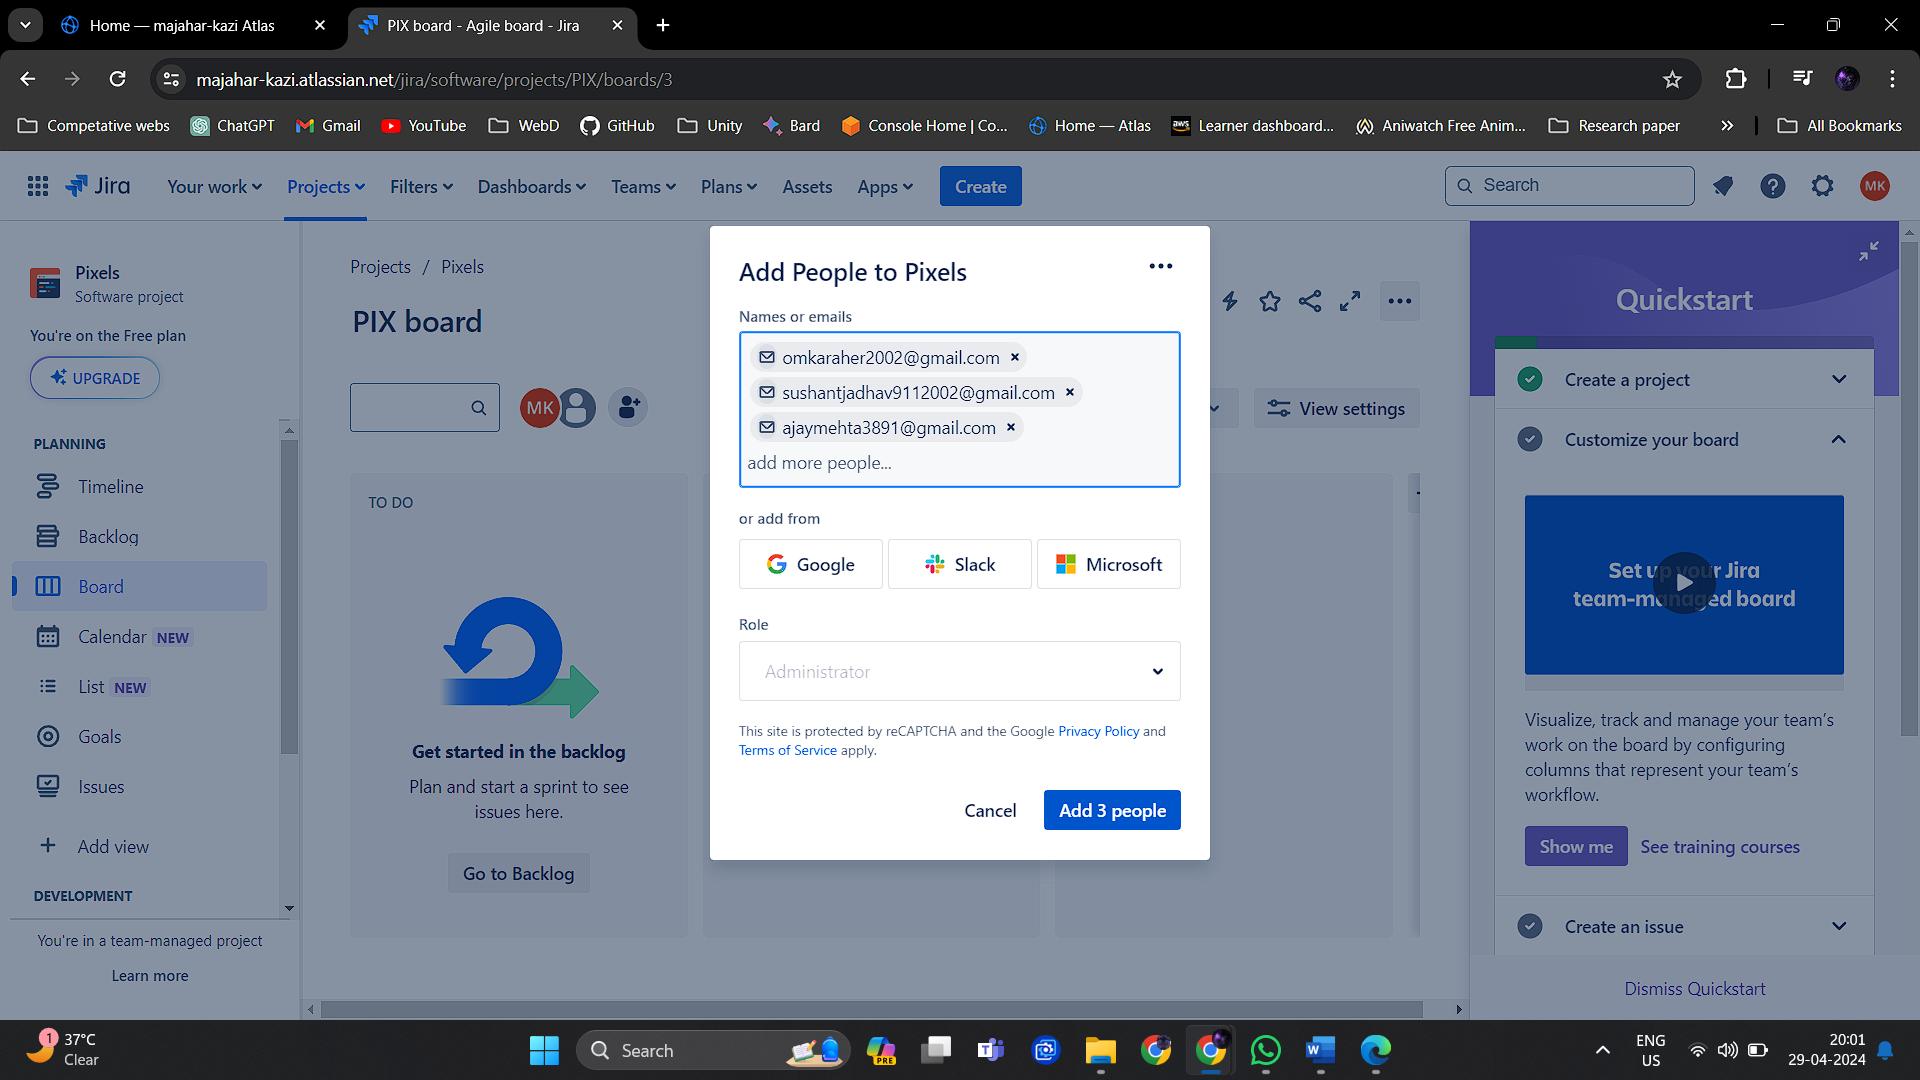 Home — majahar-kazi Atlas
PIX board - Agile board - Jira
majahar-kazi.atlassian.net/jira/software/projects/PIX/boards/3
Competative webs
ChatGPT
Gmail
YouTube
WebD
GitHub
Unity
Bard
Console Home | Co...
Home — Atlas
aws
Learner dashboard...
Aniwatch Free Anim...
Research paper
All Bookmarks
Jira
Your work
Projects
Filters
Dashboards
Teams
Plans
Assets
Apps
Create
Search
MK
Pixels
Software project
You're on the Free plan
UPGRADE
PLANNING
Timeline
Backlog
Board
Calendar NEW
List NEW
Goals
Issues
Add view
DEVELOPMENT
You're in a team-managed project
Learn more
Projects / Pixels
PIX board
MK
View settings
TO DO
Get started in the backlog
Plan and start a sprint to see
issues here.
Go to Backlog
Add People to Pixels
Names or emails
omkaraher2002@gmail.com
sushantjadhav9112002@gmail.com
ajaymehta3891@gmail.com
add more people...
or add from
Google
Slack
Microsoft
Role
Administrator
This site is protected by reCAPTCHA and the Google Privacy Policy and
Terms of Service apply.
Cancel
Add 3 people
Quickstart
Create a project
Customize your board
Set up your Jira
team-managed board
Visualize, track and manage your team's
work on the board by configuring
columns that represent your team's
workflow.
Show me
See training courses
Create an issue
Dismiss Quickstart
1
37°C
Clear
Search
PRE
ENG
US
20:01
29-04-2024